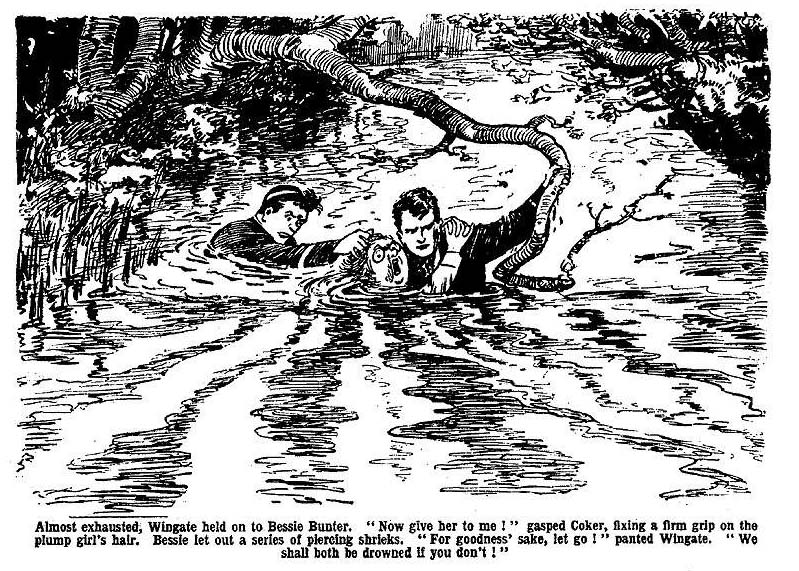 Almost exhausted, Wingate held on to Bessie Bunter. “ Now give her to me ! ” gasped Coker, fixing a firm grip on the
plump girl’s hair. Bessie let out a series of piercing shrieks. “ For goodness’ sake, let go ! ” panted Wingate. “ We
shall both be drowned if you don’t ! ”